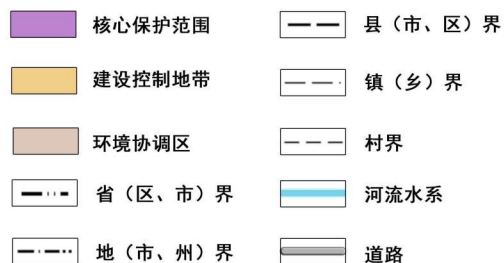 核心保护范围
县（市、区）界
建设控制地带
镇（乡）界
环境协调区
村界
省（区、市）界
河流水系
地（市、州）界
道路